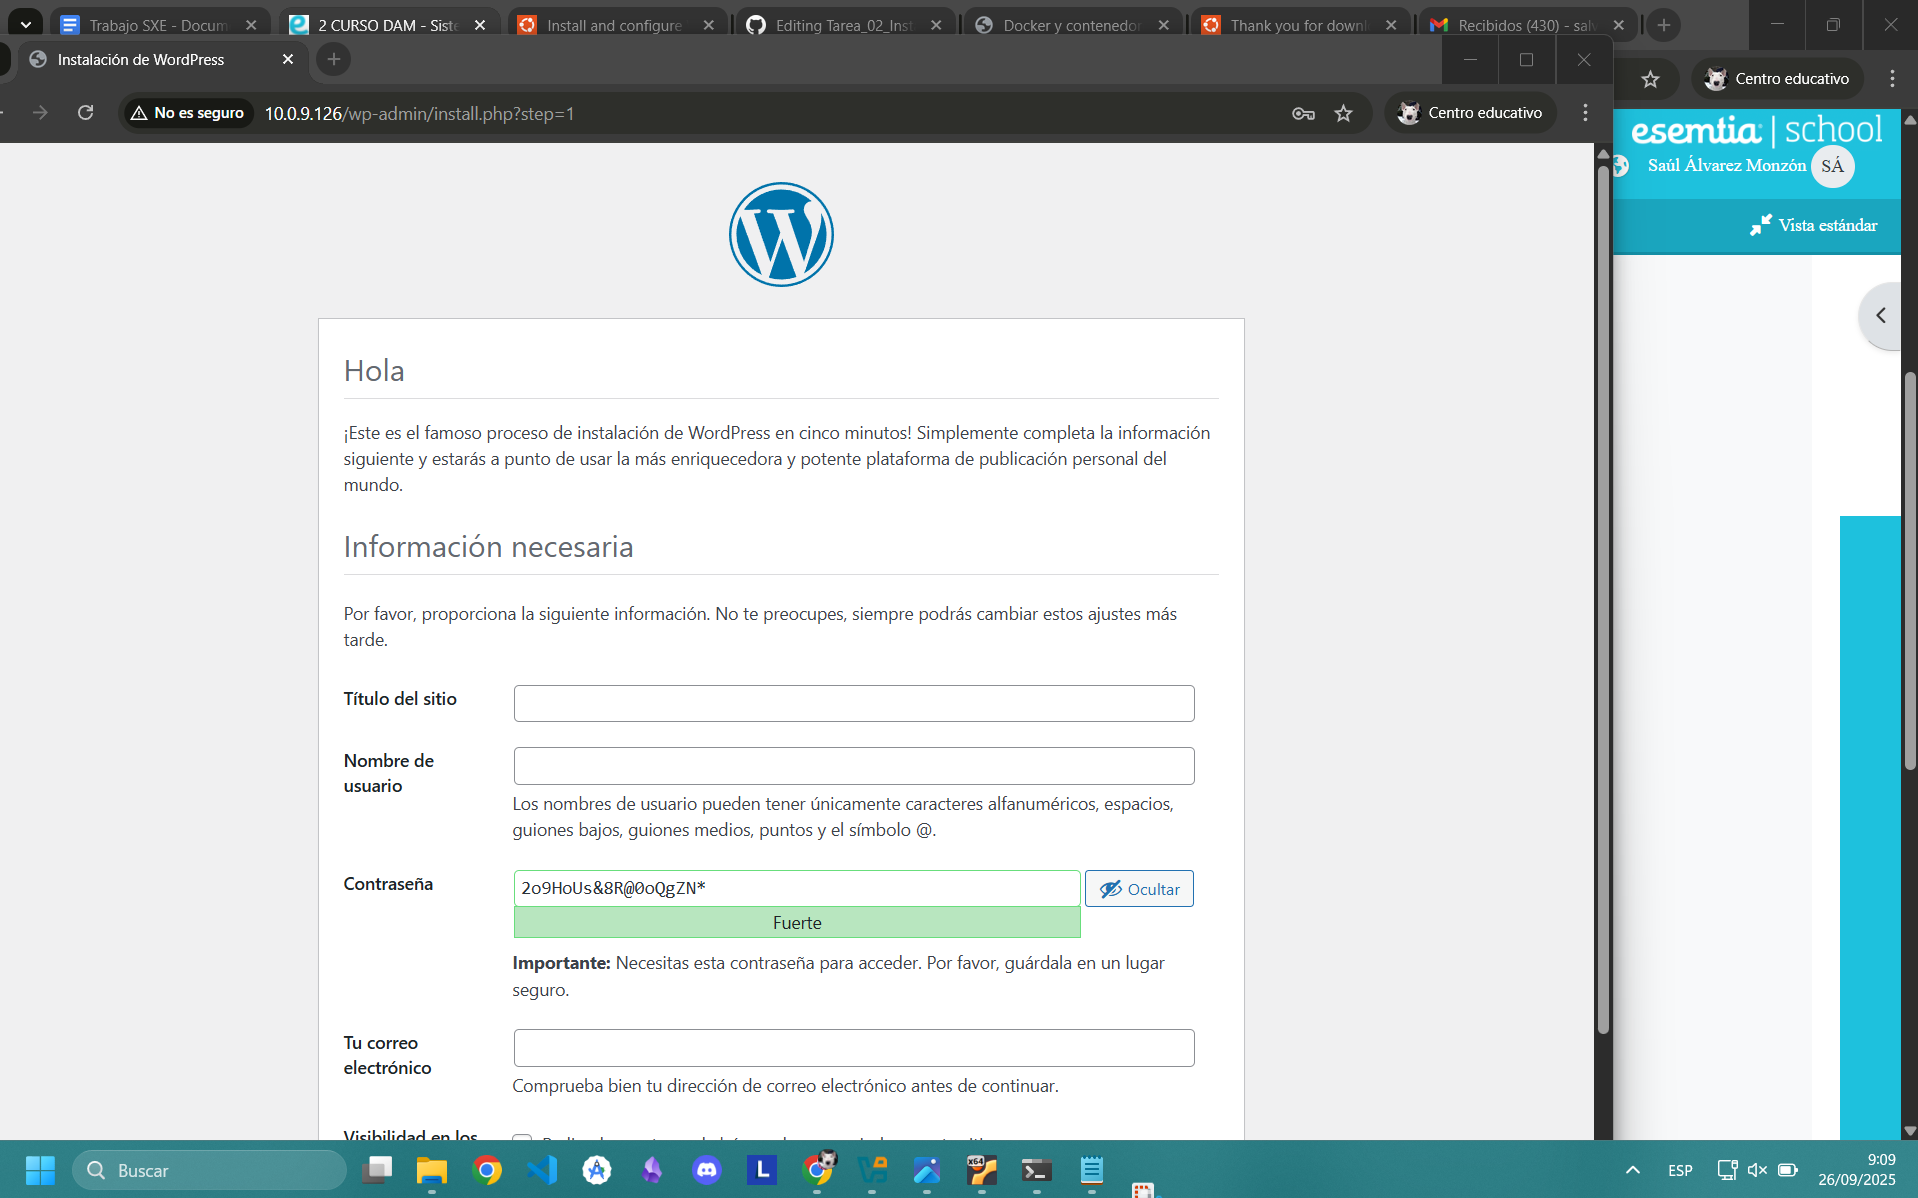 Trabajo SXE - Docum
2 CURSO DAM - Siste
Install and configure
Editing Tarea_02_Inst
Docker y contenedor
Thank you for downl
Recibidos (430) - salv
Instalación de WordPress
No es seguro
10.0.9.126/wp-admin/install.php?step=1
Centro educativo
Centro educativo
esemtia | school
Saúl Álvarez Monzón
SÁ
Vista estándar
Hola
¡Este es el famoso proceso de instalación de WordPress en cinco minutos! Simplemente completa la información
siguiente y estarás a punto de usar la más enriquecedora y potente plataforma de publicación personal del
mundo.
Información necesaria
Por favor, proporciona la siguiente información. No te preocupes, siempre podrás cambiar estos ajustes más
tarde.
Título del sitio
Nombre de
usuario
Los nombres de usuario pueden tener únicamente caracteres alfanuméricos, espacios,
guiones bajos, guiones medios, puntos y el símbolo @.
Contraseña
2o9HoUs&8R@0oQgZN*
Ocultar
Fuerte
Importante: Necesitas esta contraseña para acceder. Por favor, guárdala en un lugar
seguro.
Tu correo
electrónico
Comprueba bien tu dirección de correo electrónico antes de continuar.
Visibilidad en los
Buscar
ESP
9:09
26/09/2025